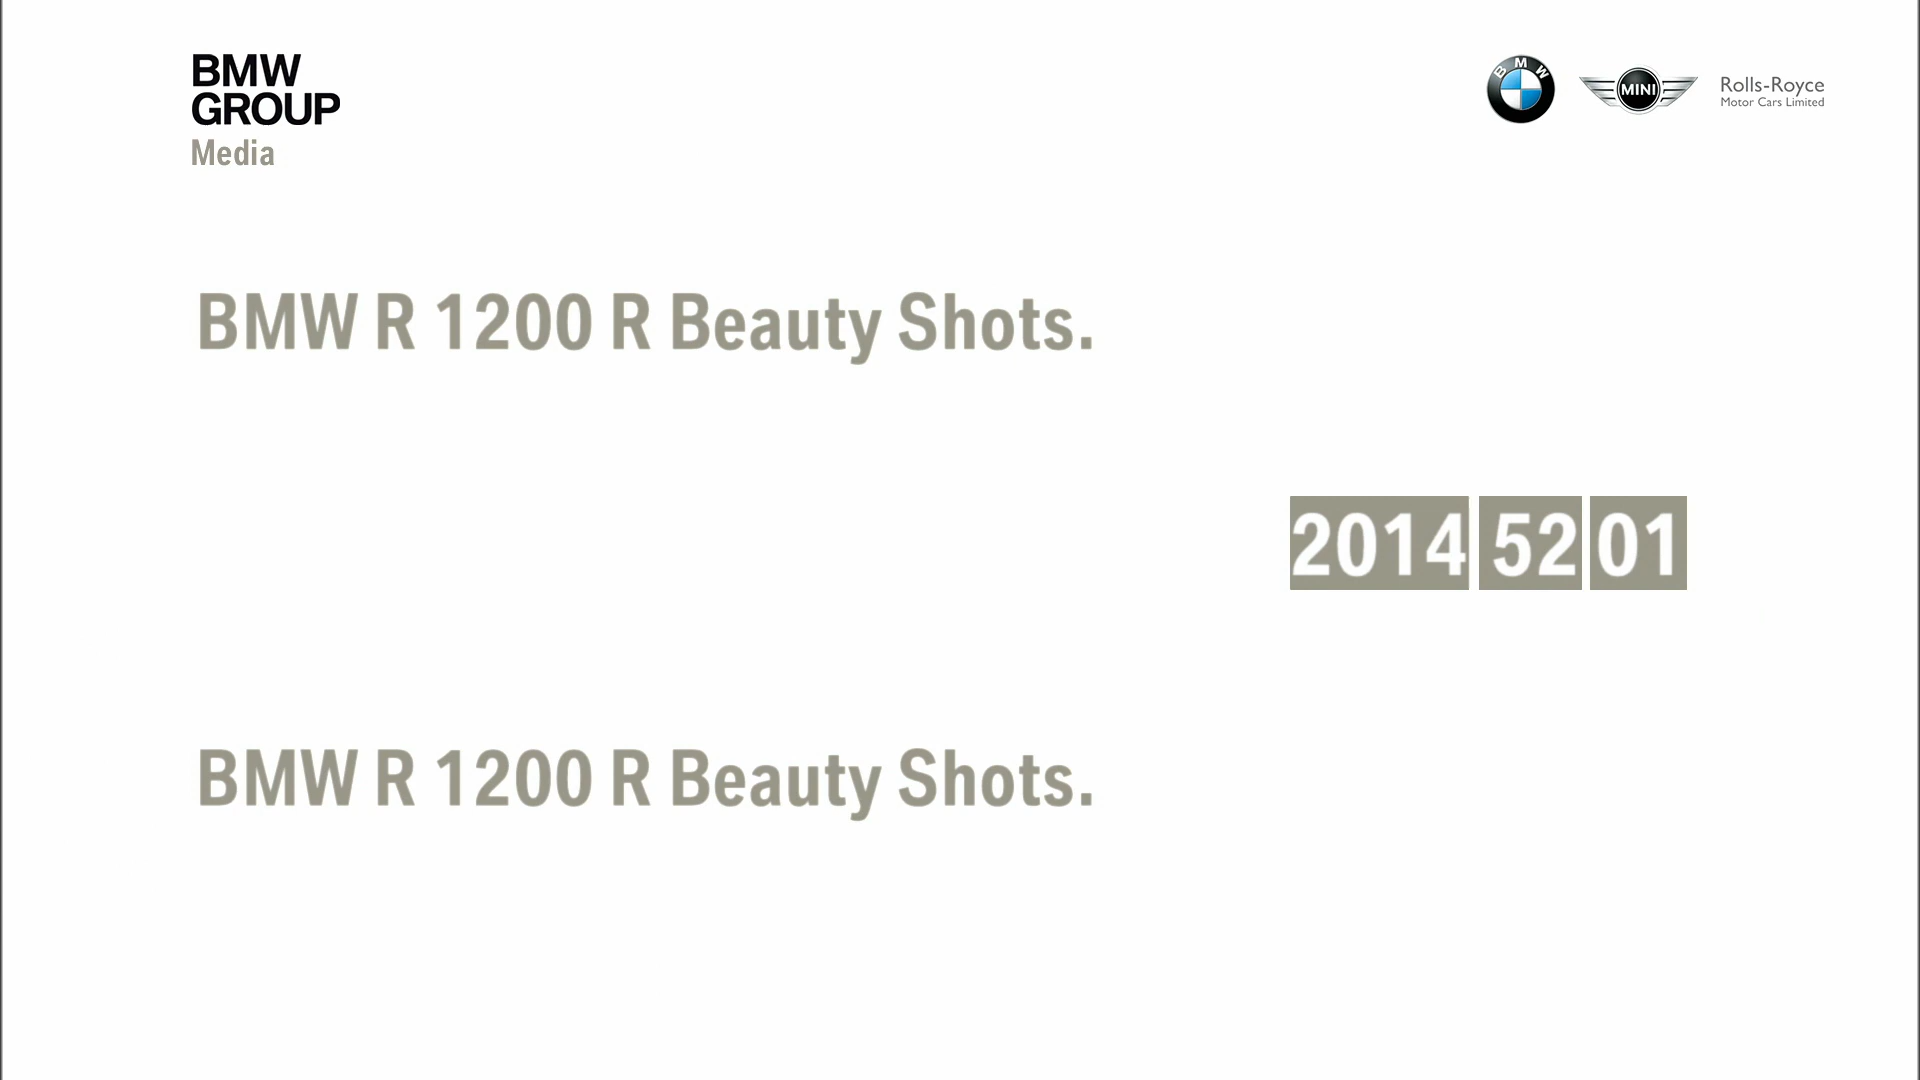 BMW
GROUP
Media
BMW
MINI
Rolls-Royce
Motor Cars Limited
BMW R 1200 R Beauty Shots.
2014 52 01
BMW R 1200 R Beauty Shots.